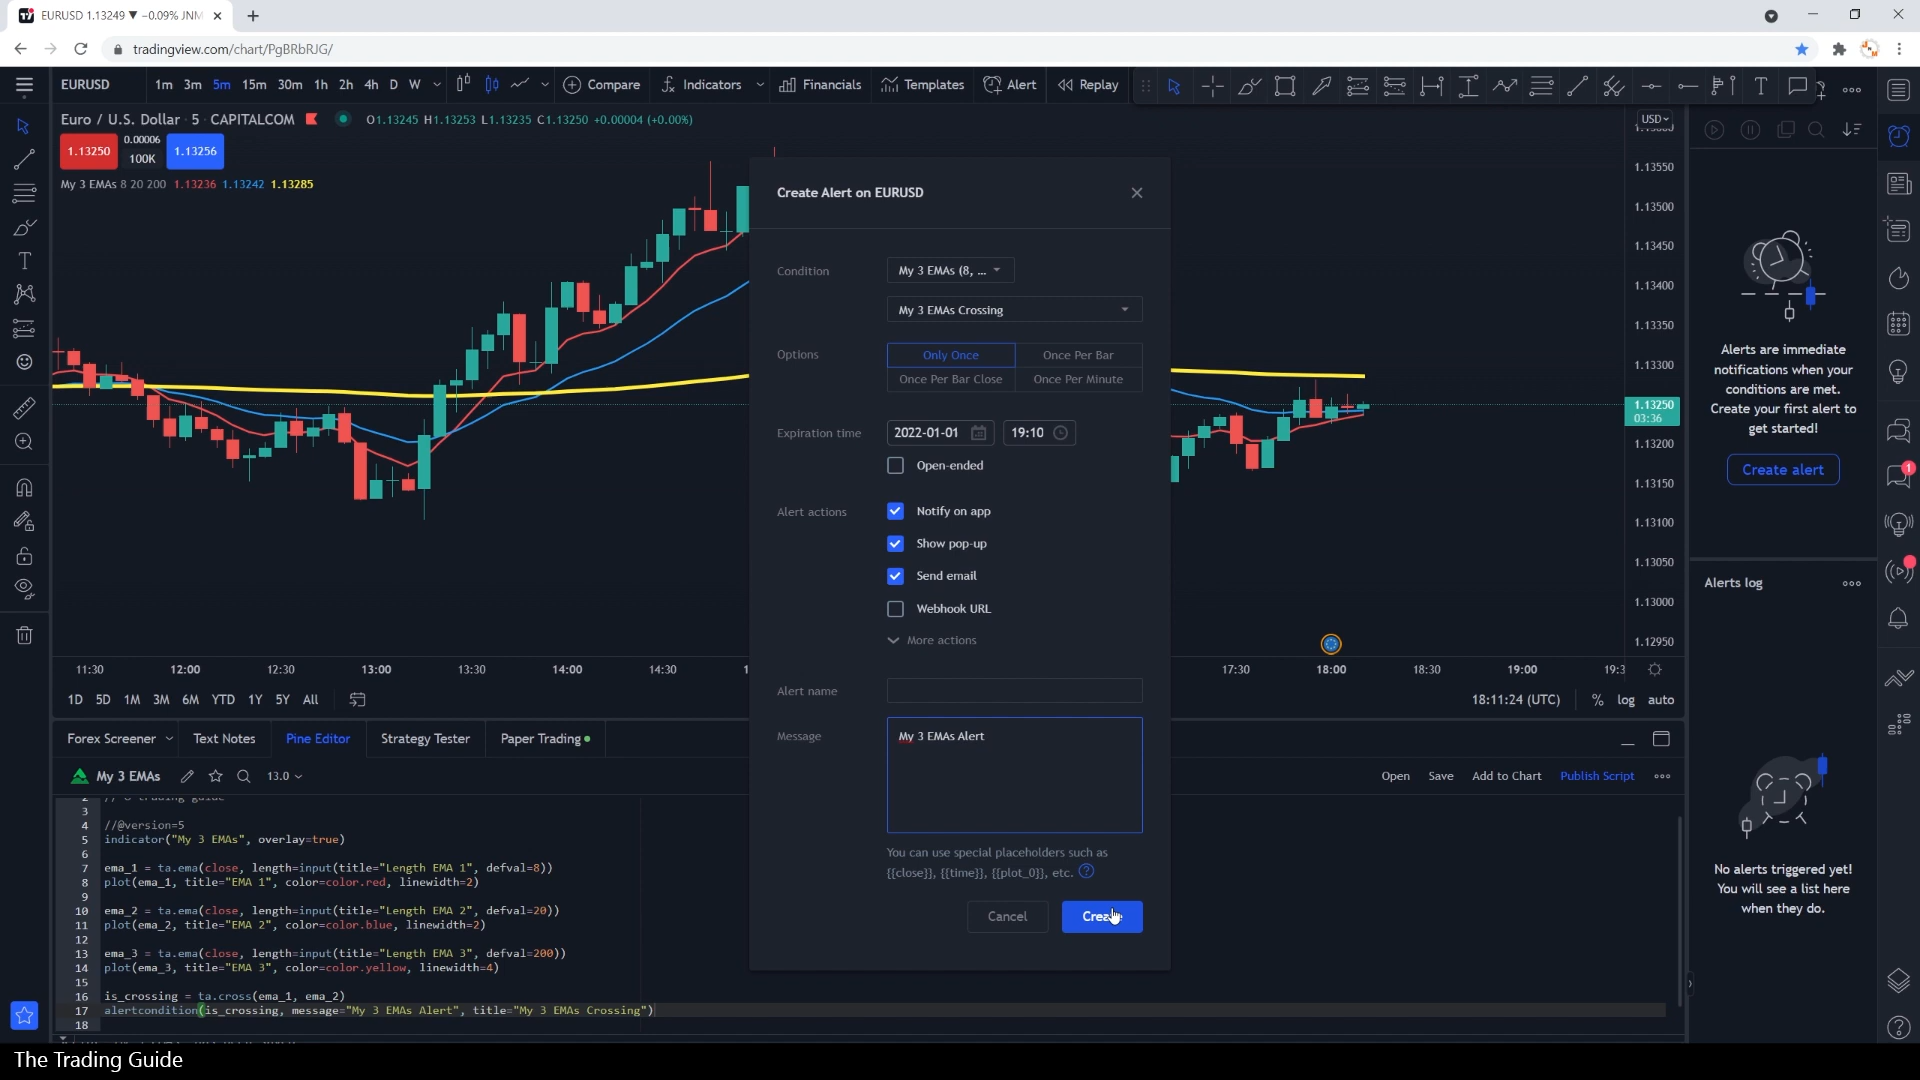 EURUSD 1.13249 ▼ −0.09% JNM
tradingview.com/chart/PgBRbRJG/
EURUSD 1m 3m 5m 15m 30m 1h 2h 4h D W Compare Indicators Financials Templates Alert Replay
Euro / U.S. Dollar · 5 · CAPITALCOM O1.13245 H1.13253 L1.13235 C1.13250 +0.00004 (+0.00%)
1.13250 0.00006 100K 1.13256
My 3 EMAs 8 20 200 1.13236 1.13242 1.13285
USD
1.13550
1.13500
1.13450
1.13400
1.13350
1.13300
1.13250
03:36
1.13200
1.13150
1.13100
1.13050
1.13000
1.12950
Create Alert on EURUSD
Condition My 3 EMAs (8, ...
My 3 EMAs Crossing
Options Only Once Once Per Bar
Once Per Bar Close Once Per Minute
Expiration time 2022-01-01 19:10
Open-ended
Alert actions Notify on app
Show pop-up
Send email
Webhook URL
More actions
Alert name
Message My 3 EMAs Alert
You can use special placeholders such as
{{close}}, {{time}}, {{plot_0}}, etc.
Cancel Create
Alerts are immediate
notifications when your
conditions are met.
Create your first alert to
get started!
Create alert
1
Alerts log
No alerts triggered yet!
You will see a list here
when they do.
11:30 12:00 12:30 13:00 13:30 14:00 14:30 1 17:30 18:00 18:30 19:00 19:3
1D 5D 1M 3M 6M YTD 1Y 5Y All 18:11:24 (UTC) % log auto
Forex Screener Text Notes Pine Editor Strategy Tester Paper Trading
My 3 EMAs 13.0 Open Save Add to Chart Publish Script
3
4 //@version=5
5 indicator("My 3 EMAs", overlay=true)
6
7 ema_1 = ta.ema(close, length=input(title="Length EMA 1", defval=8))
8 plot(ema_1, title="EMA 1", color=color.red, linewidth=2)
9
10 ema_2 = ta.ema(close, length=input(title="Length EMA 2", defval=20))
11 plot(ema_2, title="EMA 2", color=color.blue, linewidth=2)
12
13 ema_3 = ta.ema(close, length=input(title="Length EMA 3", defval=200))
14 plot(ema_3, title="EMA 3", color=color.yellow, linewidth=4)
15
16 is_crossing = ta.cross(ema_1, ema_2)
17 alertcondition(is_crossing, message="My 3 EMAs Alert", title="My 3 EMAs Crossing")
18
The Trading Guide